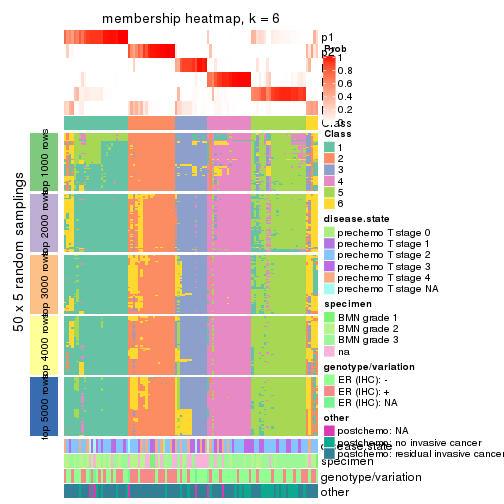 membership heatmap, k = 6
p1
p2
Prob
1
0.8
0.6
0.4
0.2
0
Class
Class
1
2
3
4
5
6
50 x 5 random samplings
top 1000 rows
top 2000 rows
top 3000 rows
top 4000 rows
top 5000 rows
disease.state
prechemo T stage 0
prechemo T stage 1
prechemo T stage 2
prechemo T stage 3
prechemo T stage 4
prechemo T stage NA
specimen
BMN grade 1
BMN grade 2
BMN grade 3
na
genotype/variation
ER (IHC): -
ER (IHC): +
ER (IHC): NA
other
postchemo: NA
postchemo: no invasive cancer
postchemo: residual invasive cancer
disease.state
specimen
genotype/variation
other